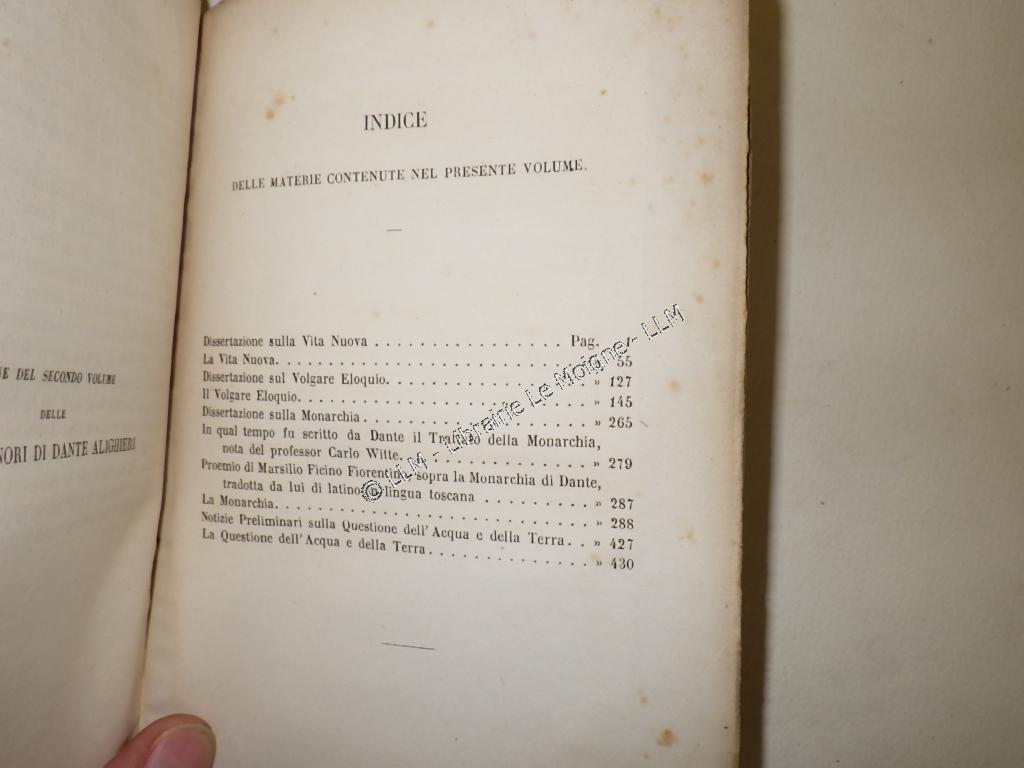 DEL SECONDO VOLUME
DELLE
DI DANTE ALIGHIERI
INDICE
DELLE MATERIE CONTENUTE NEL PRESENTE VOLUME.
Dissertazione sulla Vita Nuova . . . . . . . . . . . . . . . . . Pag.
La Vita Nuova. . . . . . . . . . . . . . . . . . . . . . . . . . . . » 55
Dissertazione sul Volgare Eloquio. . . . . . . . . . . . . . . . . » 127
Il Volgare Eloquio. . . . . . . . . . . . . . . . . . . . . . . . . » 145
Dissertazione sulla Monarchia . . . . . . . . . . . . . . . . . . . » 265
In qual tempo fu scritto da Dante il Trattato della Monarchia,
nota del professor Carlo Witte. . . . . . . . . . . . . . . . . » 279
Proemio di Marsilio Ficino Fiorentino sopra la Monarchia di Dante,
tradotta da lui di latino in lingua toscana . . . . . . . . . » 287
La Monarchia. . . . . . . . . . . . . . . . . . . . . . . . . . . . » 288
Notizie Preliminari sulla Questione dell'Acqua e della Terra. . » 427
La Questione dell'Acqua e della Terra. . . . . . . . . . . . . . . » 430
© LLM - Librairie Le Moigne - LLM